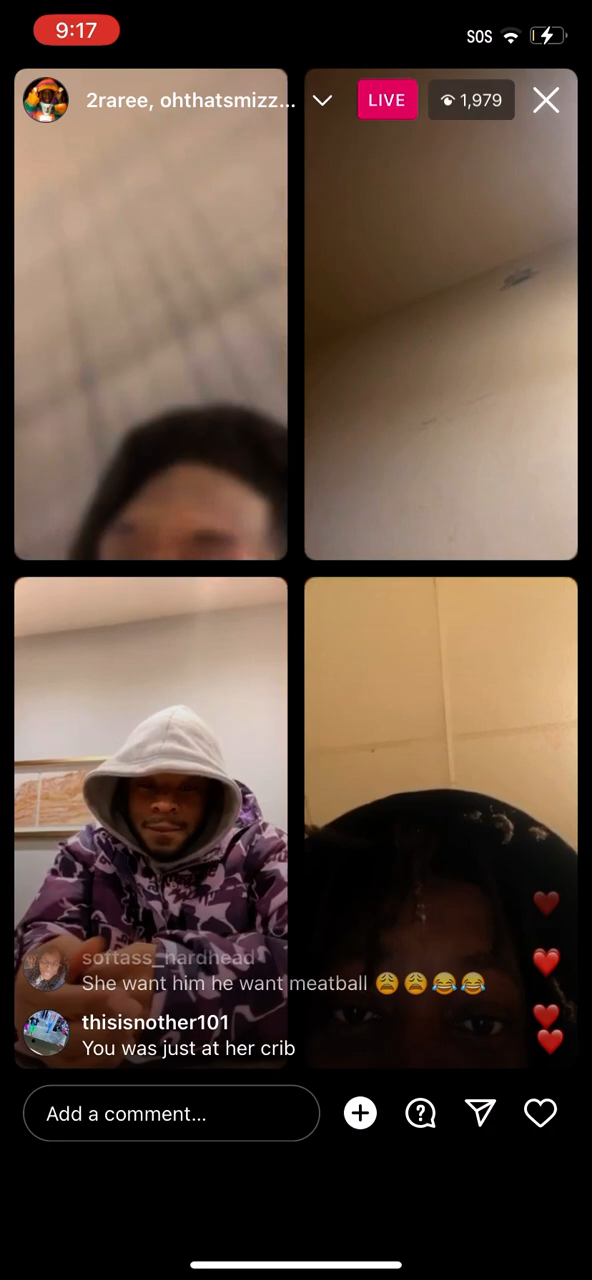 9:17
SOS
2raree, ohthatsmizz...
LIVE
1,979
softass_hardhead
She want him he want meatball 😩😩😂😂
thisisnother101
You was just at her crib
Add a comment...